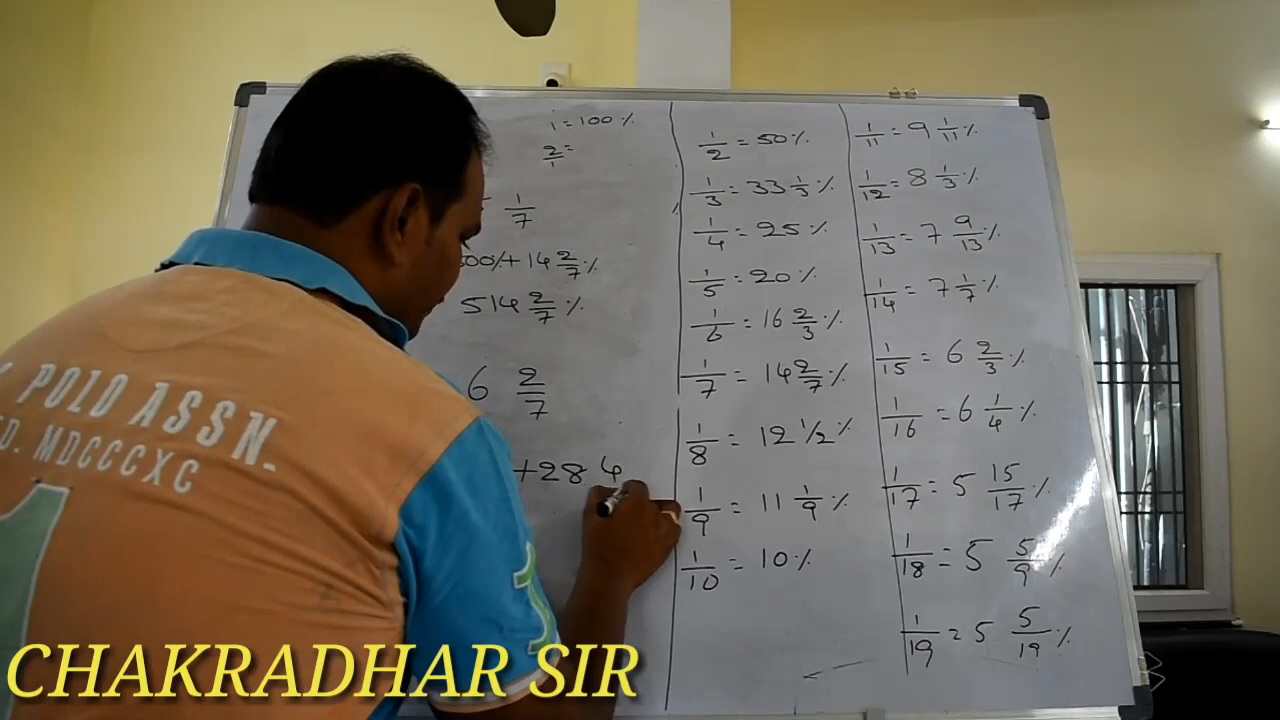 1 = 100%
2/1 =
1/7
500% + 14 2/7 %
514 2/7 %
6 2/7
+ 28 4
1/2 = 50%
1/3 = 33 1/3 %
1/4 = 25%
1/5 = 20%
1/6 = 16 2/3 %
1/7 = 14 2/7 %
1/8 = 12 1/2 %
1/9 = 11 1/9 %
1/10 = 10%
1/11 = 9 1/11 %
1/12 = 8 1/3 %
1/13 = 7 9/13 %
1/14 = 7 1/7 %
1/15 = 6 2/3 %
1/16 = 6 1/4 %
1/17 = 5 15/17 %
1/18 = 5 5/9 %
1/19 = 5 5/19 %
POLO ASSN.
D. MDCCCXC
1
CHAKRADHAR SIR